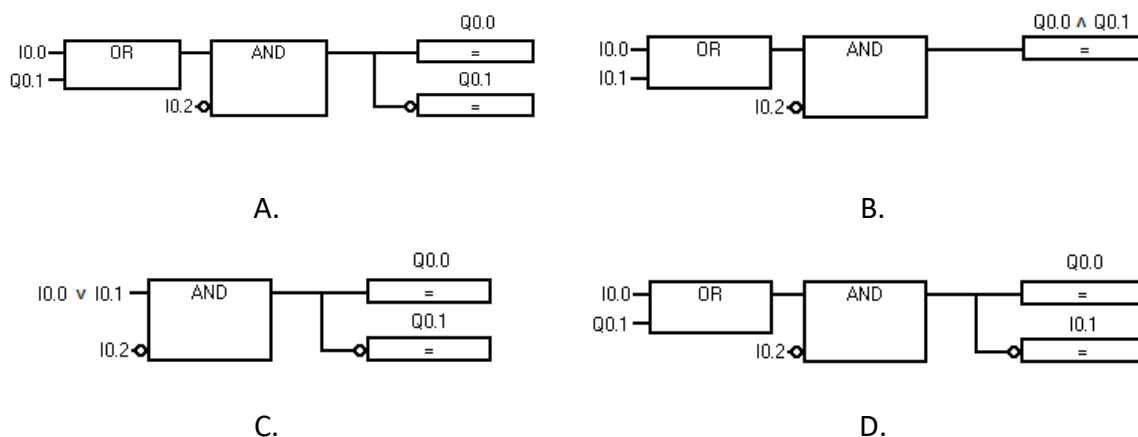 Q0.0
I0.0 OR AND =
Q0.1 Q0.1
I0.2 =
A.
Q0.0 ∧ Q0.1
I0.0 OR AND =
I0.1
I0.2
B.
Q0.0
I0.0 v I0.1 AND =
Q0.1
I0.2 =
C.
Q0.0
I0.0 OR AND =
Q0.1 I0.1
I0.2 =
D.